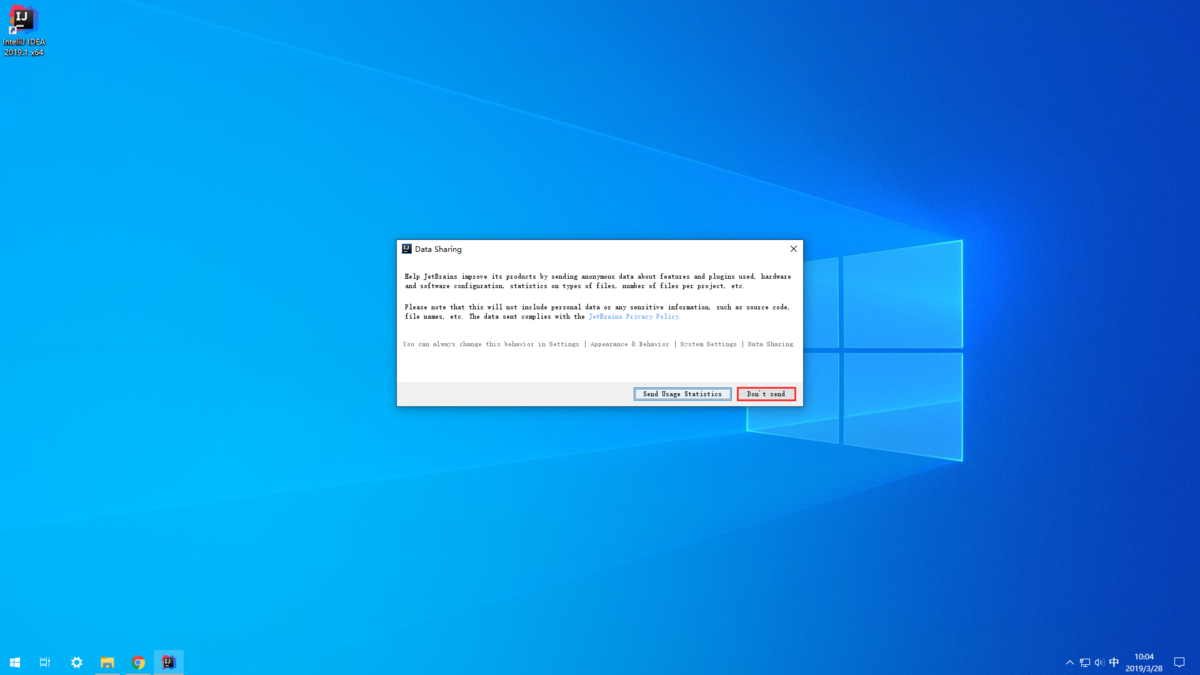 IJ
IntelliJ IDEA
2019.1 x64
Data Sharing
Help JetBrains improve its products by sending anonymous data about features and plugins used, hardware
and software configuration, statistics on types of files, number of files per project, etc.
Please note that this will not include personal data or any sensitive information, such as source code,
file names, etc. The data sent complies with the JetBrains Privacy Policy.
You can always change this behavior in Settings | Appearance & Behavior | System Settings | Data Sharing
Send Usage Statistics Don't send
中
10:04
2019/3/28